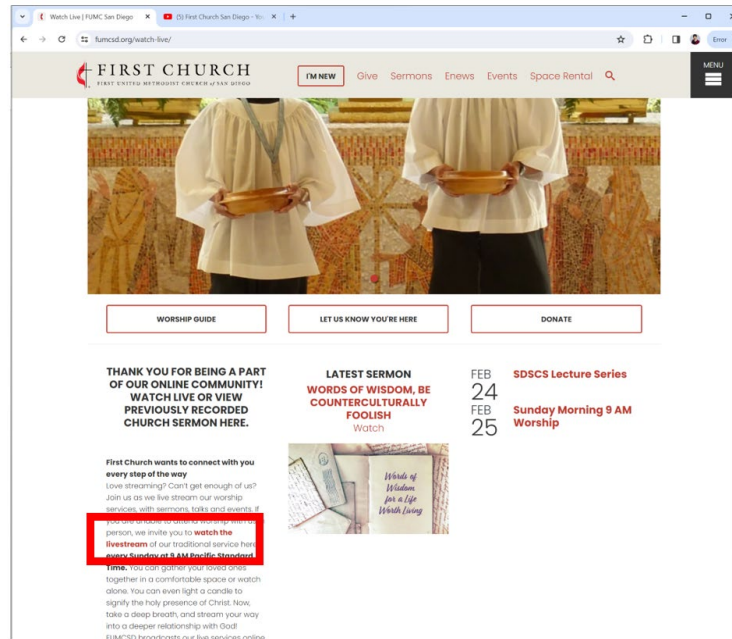 Watch Live | FUMC San Diego
(5) First Church San Diego - You
fumcsd.org/watch-live/
Error
FIRST CHURCH
FIRST UNITED METHODIST CHURCH of SAN DIEGO
I'M NEW
Give
Sermons
Enews
Events
Space Rental
MENU
WORSHIP GUIDE
LET US KNOW YOU'RE HERE
DONATE
THANK YOU FOR BEING A PART
OF OUR ONLINE COMMUNITY!
WATCH LIVE OR VIEW
PREVIOUSLY RECORDED
CHURCH SERMON HERE.
First Church wants to connect with you
every step of the way
Love streaming? Can't get enough of us?
Join us as we live stream our worship
services, with sermons, talks and events. If
you are unable to attend worship with us
person, we invite you to watch the
livestream of our traditional service here
every Sunday at 9 AM Pacific Standard
Time. You can gather your loved ones
together in a comfortable space or watch
alone. You can even light a candle to
signify the holy presence of Christ. Now,
take a deep breath, and stream your way
into a deeper relationship with God!
FUMCSD broadcasts our live services online
LATEST SERMON
WORDS OF WISDOM, BE
COUNTERCULTURALLY
FOOLISH
Watch
Words of
Wisdom
for a Life
Worth Living
FEB
24
SDSCS Lecture Series
FEB
25
Sunday Morning 9 AM
Worship